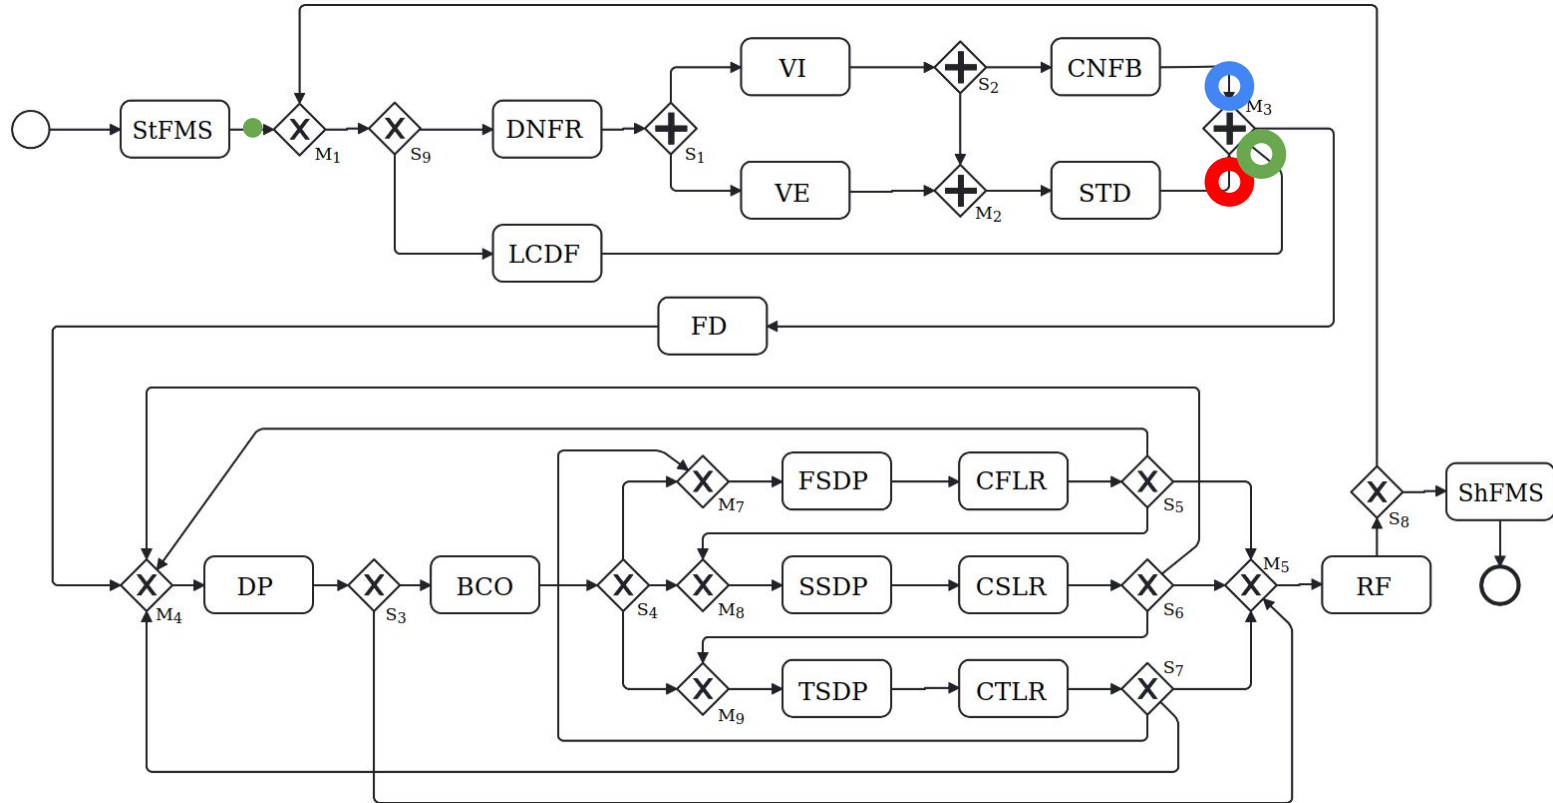 VI
CNFB
S2
M3
StFMS
X
M1
X
S9
DNFR
S1
VE
STD
M2
LCDF
FD
X
M7
FSDP
CFLR
X
S5
X
S8
ShFMS
X
M4
DP
X
S3
BCO
X
S4
X
M8
SSDP
CSLR
X
S6
X
M5
RF
X
M9
TSDP
CTLR
X
S7